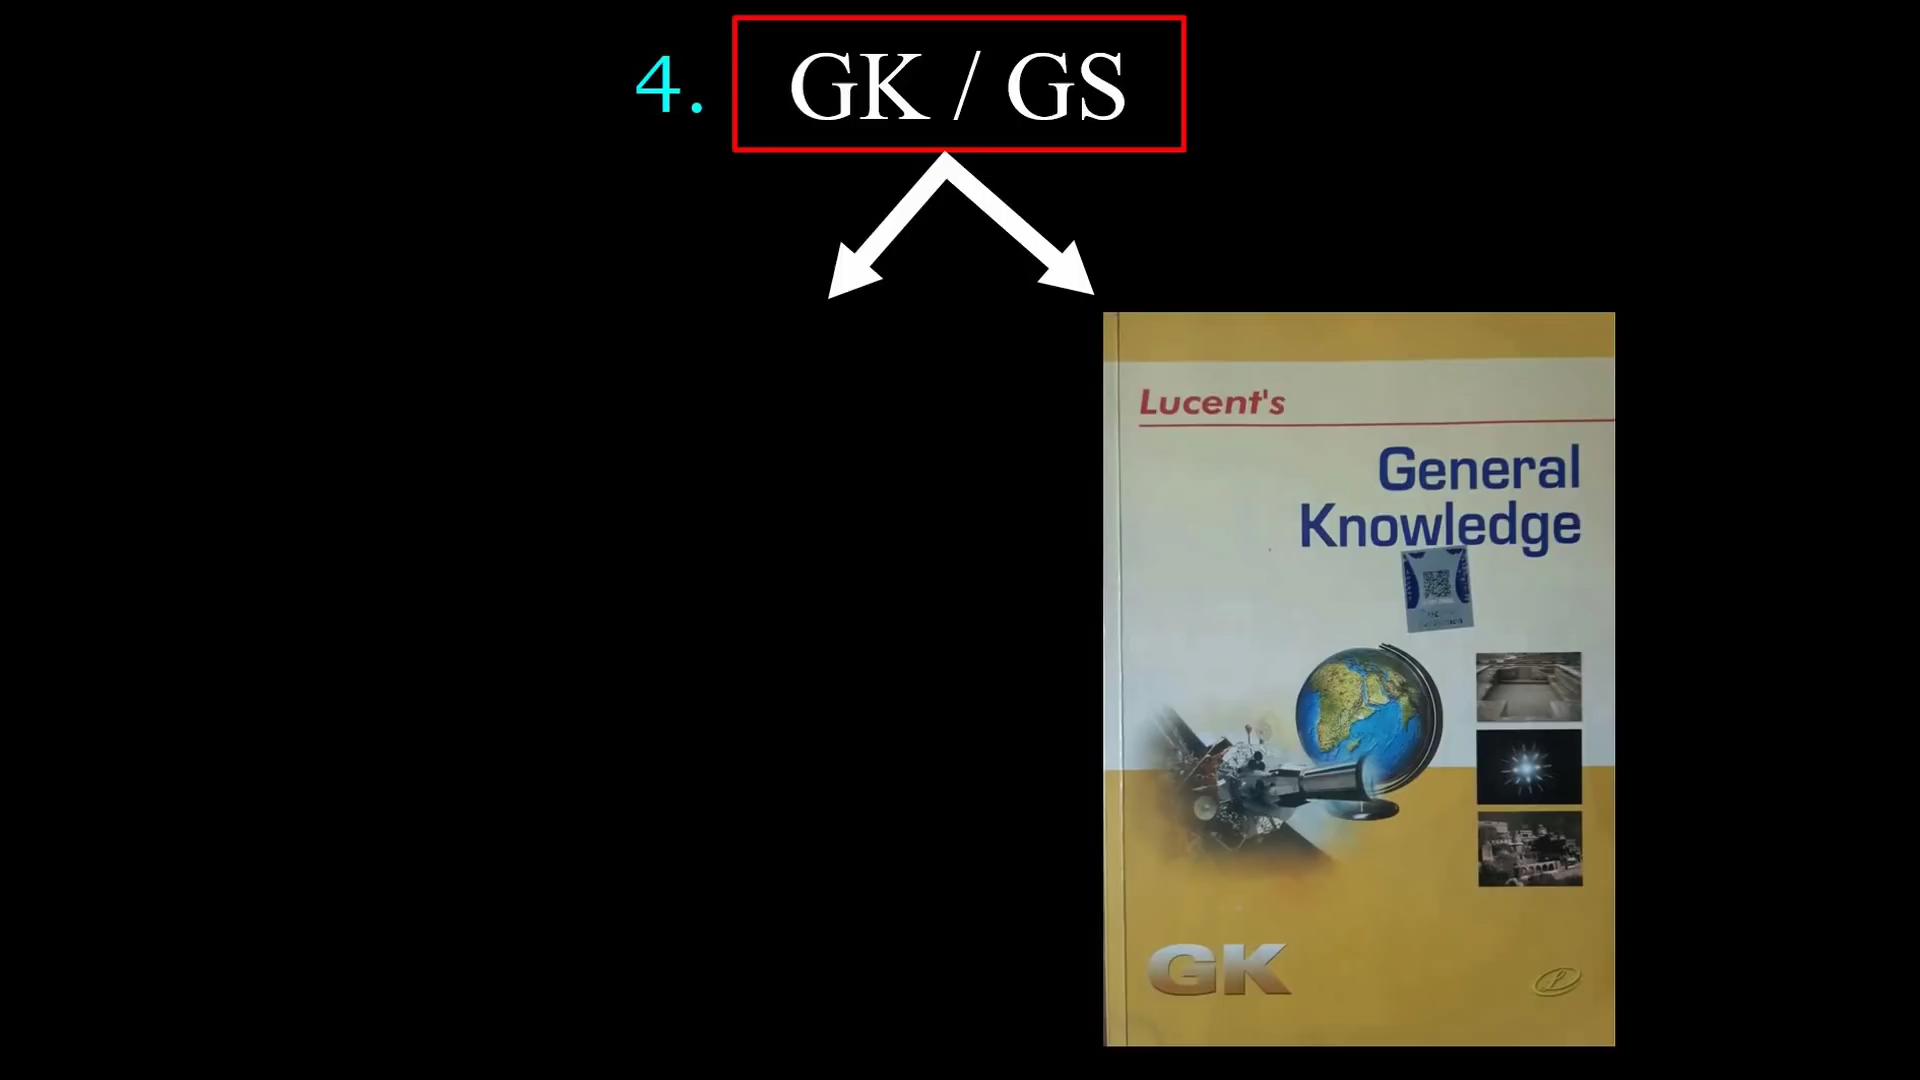 4. GK / GS
Lucent's
General
Knowledge
GK